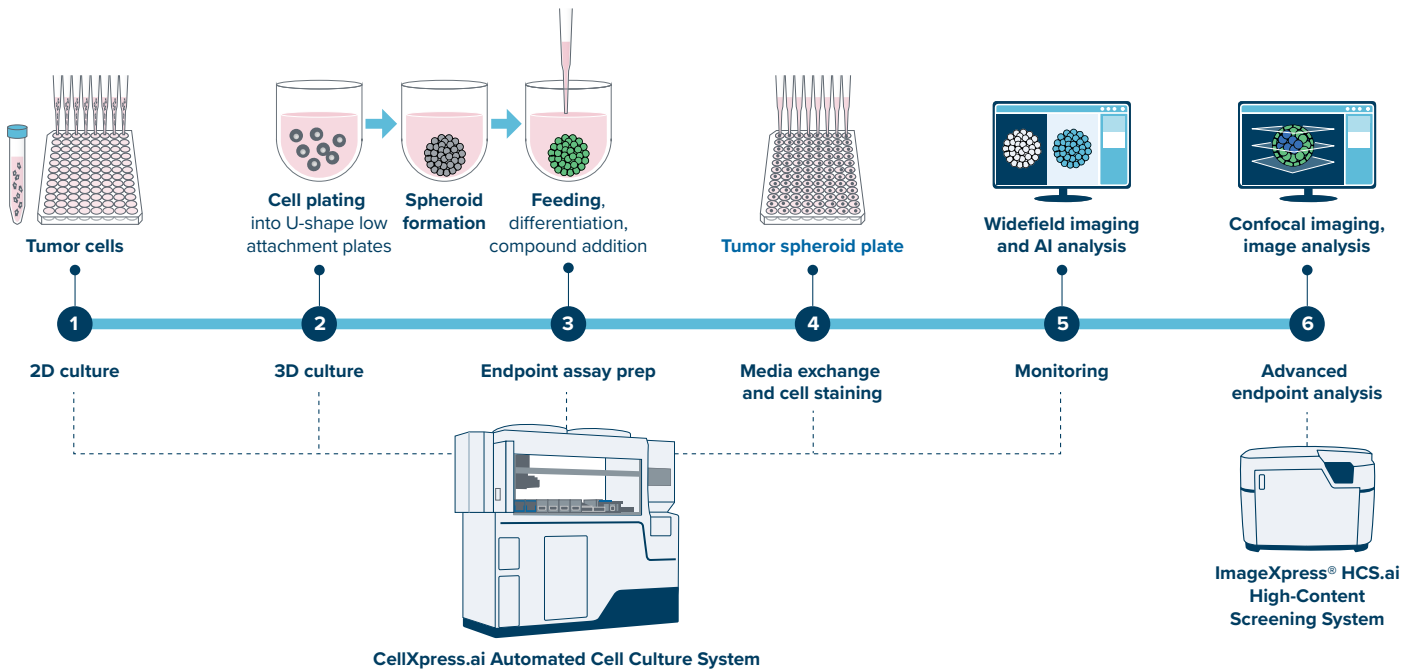 Tumor cells
Cell plating
into U-shape low
attachment plates
Spheroid
formation
Feeding,
differentiation,
compound addition
Tumor spheroid plate
Widefield imaging
and AI analysis
Confocal imaging,
image analysis
1
2
3
4
5
6
2D culture
3D culture
Endpoint assay prep
Media exchange
and cell staining
Monitoring
Advanced
endpoint analysis
CellXpress.ai Automated Cell Culture System
ImageXpress® HCS.ai
High-Content
Screening System